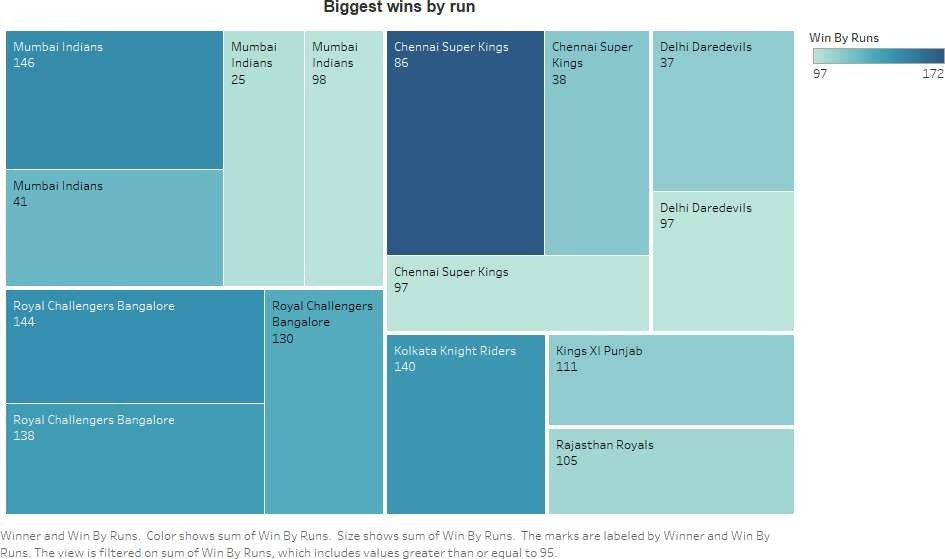 Biggest wins by run
Mumbai Indians
146
Mumbai
Indians
25
Mumbai
Indians
98
Mumbai Indians
41
Chennai Super Kings
86
Chennai Super
Kings
38
Chennai Super Kings
97
Delhi Daredevils
37
Delhi Daredevils
97
Royal Challengers Bangalore
144
Royal Challengers Bangalore
138
Royal Challengers
Bangalore
130
Kolkata Knight Riders
140
Kings XI Punjab
111
Rajasthan Royals
105
Win By Runs
97 172
Winner and Win By Runs. Color shows sum of Win By Runs. Size shows sum of Win By Runs. The marks are labeled by Winner and Win By
Runs. The view is filtered on sum of Win By Runs, which includes values greater than or equal to 95.